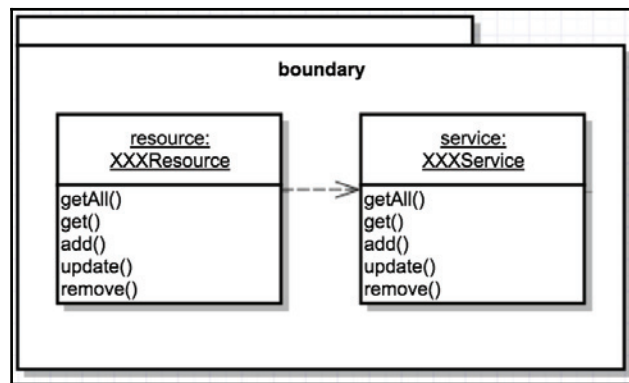 boundary
resource:
XXXResource
getAll()
get()
add()
update()
remove()
service:
XXXService
getAll()
get()
add()
update()
remove()